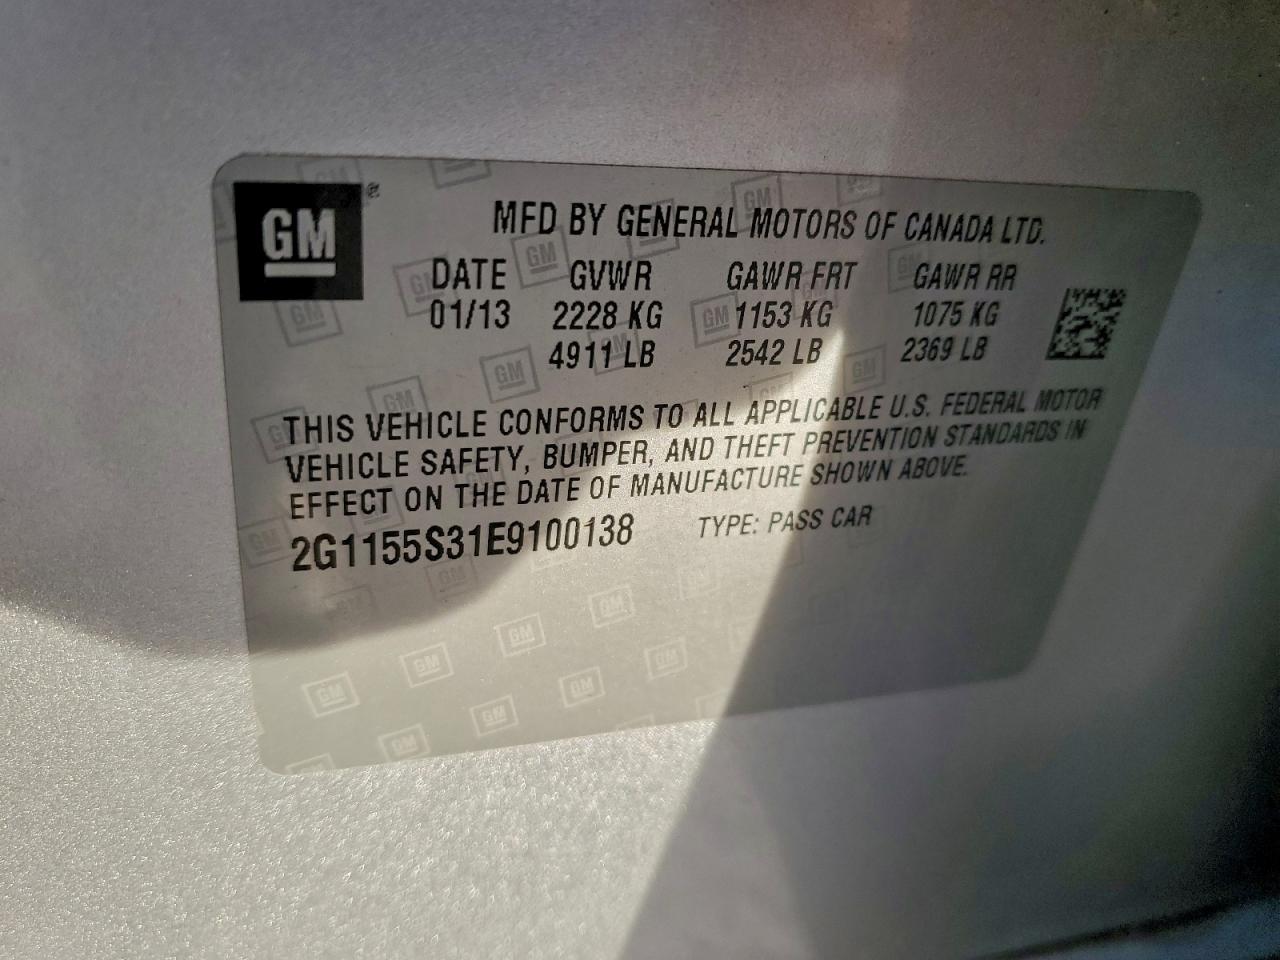 GM®
MFD BY GENERAL MOTORS OF CANADA LTD.
DATE GVWR GAWR FRT GAWR RR
01/13 2228 KG 1153 KG 1075 KG
4911 LB 2542 LB 2369 LB
THIS VEHICLE CONFORMS TO ALL APPLICABLE U.S. FEDERAL MOTOR
VEHICLE SAFETY, BUMPER, AND THEFT PREVENTION STANDARDS IN
EFFECT ON THE DATE OF MANUFACTURE SHOWN ABOVE.
2G1155S31E9100138 TYPE: PASS CAR